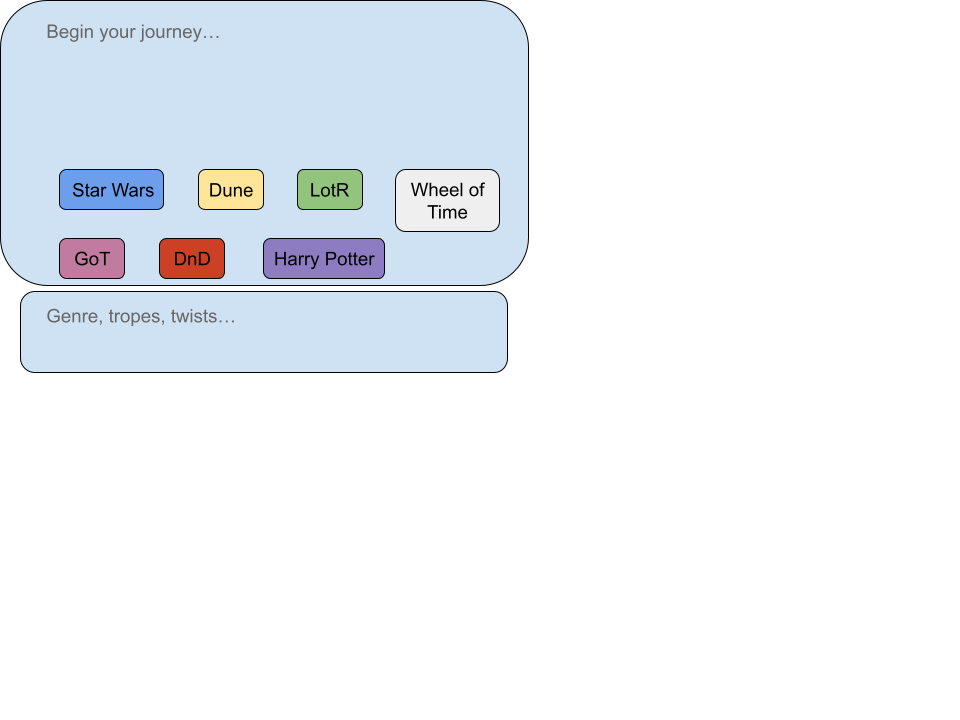 Begin your journey…
Star Wars
Dune
LotR
Wheel of
Time
GoT
DnD
Harry Potter
Genre, tropes, twists…